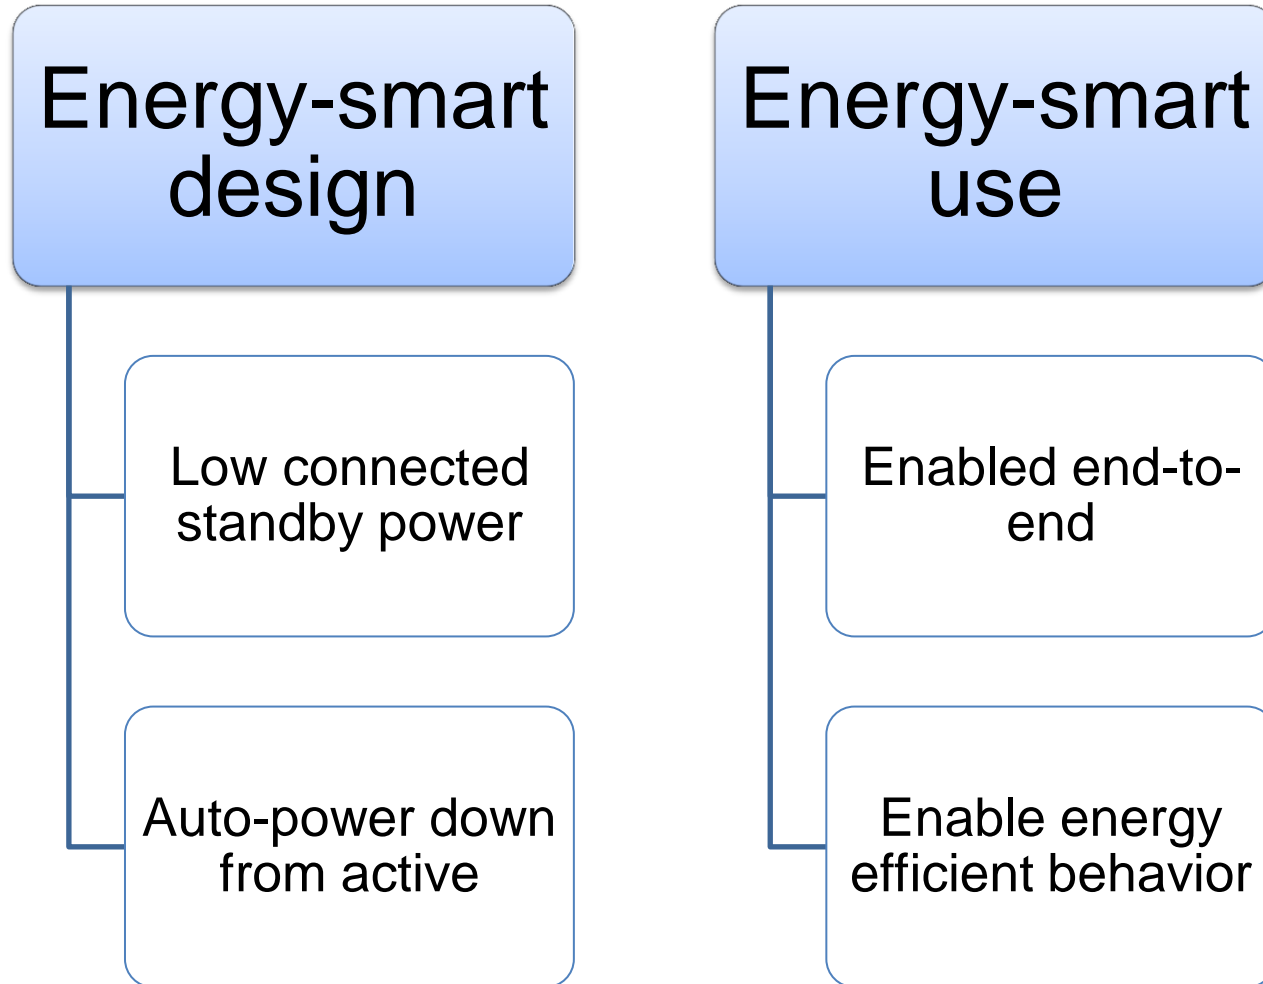 Energy-smart
design
Low connected
standby power
Auto-power down
from active
Energy-smart
use
Enabled end-to-
end
Enable energy
efficient behavior